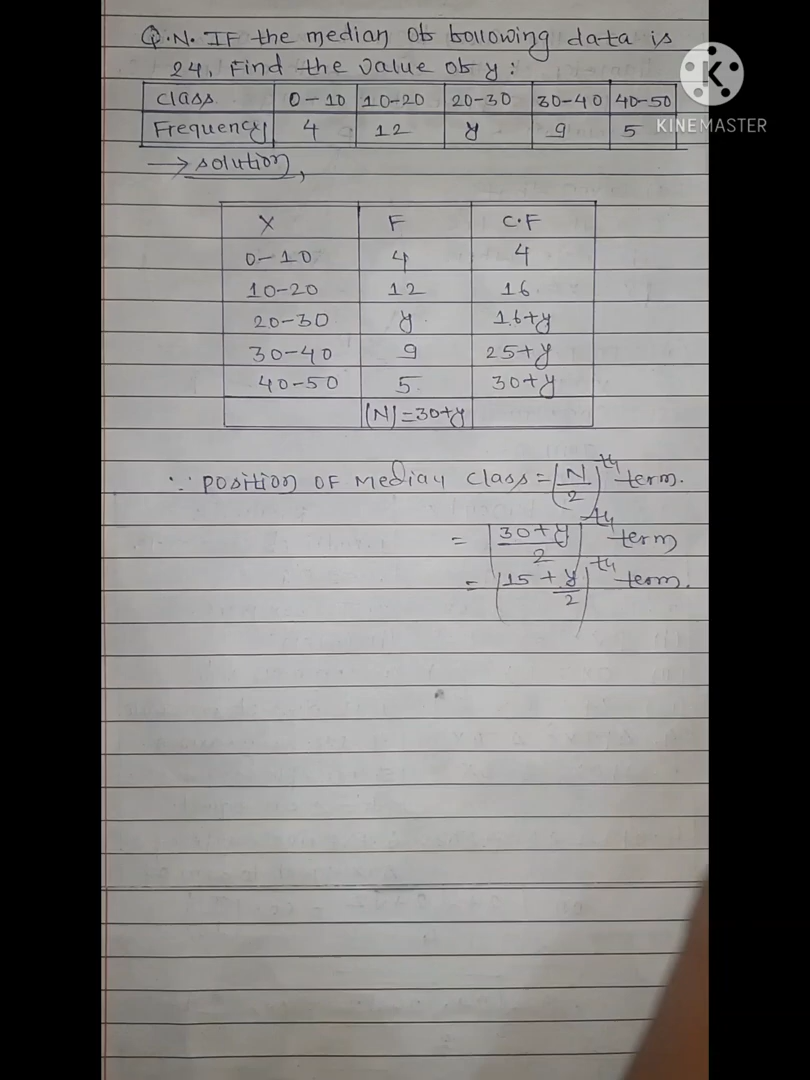 Q.N. IF the median ob bollowing data is
24, Find the value ob y:
KINEMASTER
class 0-10 10-20 20-30 30-40 40-50
Frequency 4 12 y 9 5
→ solution,
X F C.F
0-10 4 4
10-20 12 16
20-30 y 16+y
30-40 9 25+y
40-50 5 30+y
(N)=30+y
∵ position OF Median class = (N/2)th term.
= (30+y/2)th term
= (15+y/2)th term.